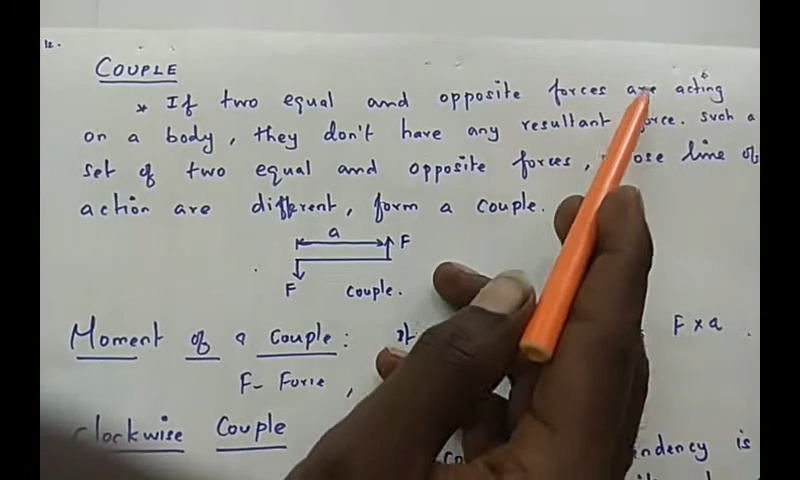 12.
COUPLE
* If two equal and opposite forces are acting
on a body, they don't have any resultant force. Such a
set of two equal and opposite forces, line of
action are different, form a couple.
a
F
F couple.
Moment of a Couple: F x a.
F - Force,
Clockwise Couple
is